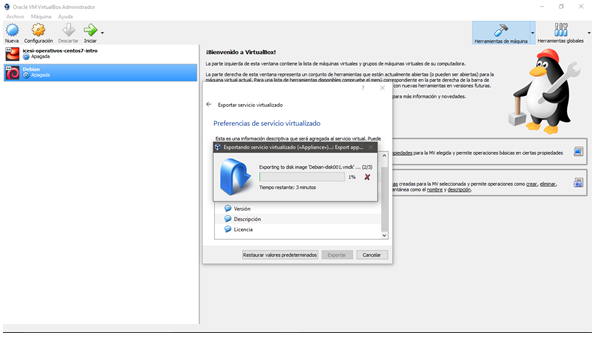 Oracle VM VirtualBox Administrador
Archivo Máquina Ayuda
Nueva Configuración Descartar Iniciar
Herramientas de máquina Herramientas globales
icesi-operativos-centos7-intro
Apagada
Debian
Apagada
¡Bienvenido a VirtualBox!
La parte izquierda de esta ventana contiene la lista de máquinas virtuales y grupos de máquinas virtuales de su computadora.
La parte derecha de esta ventana representa un conjunto de herramientas que están actualmente abiertas (o pueden ser abiertas) para la
máquina virtual actual. Para una lista de herramientas disponibles compruebe el menú correspondiente en la parte derecha de la barra de
con nuevas herramientas en versiones futuras.
para más información y novedades.
Exportar servicio virtualizado
Preferencias de servicio virtualizado
Esta es una información descriptiva que será agregada al servicio virtual. Puede
Exportando servicio virtualizado («Appliance»)...: Export app...
Exporting to disk image 'Debian-disk001.vmdk' ... (2/3)
1%
Tiempo restante: 3 minutos
piedades para la MV elegida y permite operaciones básicas en ciertas propiedades
as creadas para la MV seleccionada y permite operaciones como crear, eliminar,
antánea como el nombre y descripción.
Versión
Descripción
Licencia
Restaurar valores predeterminados Exportar Cancelar